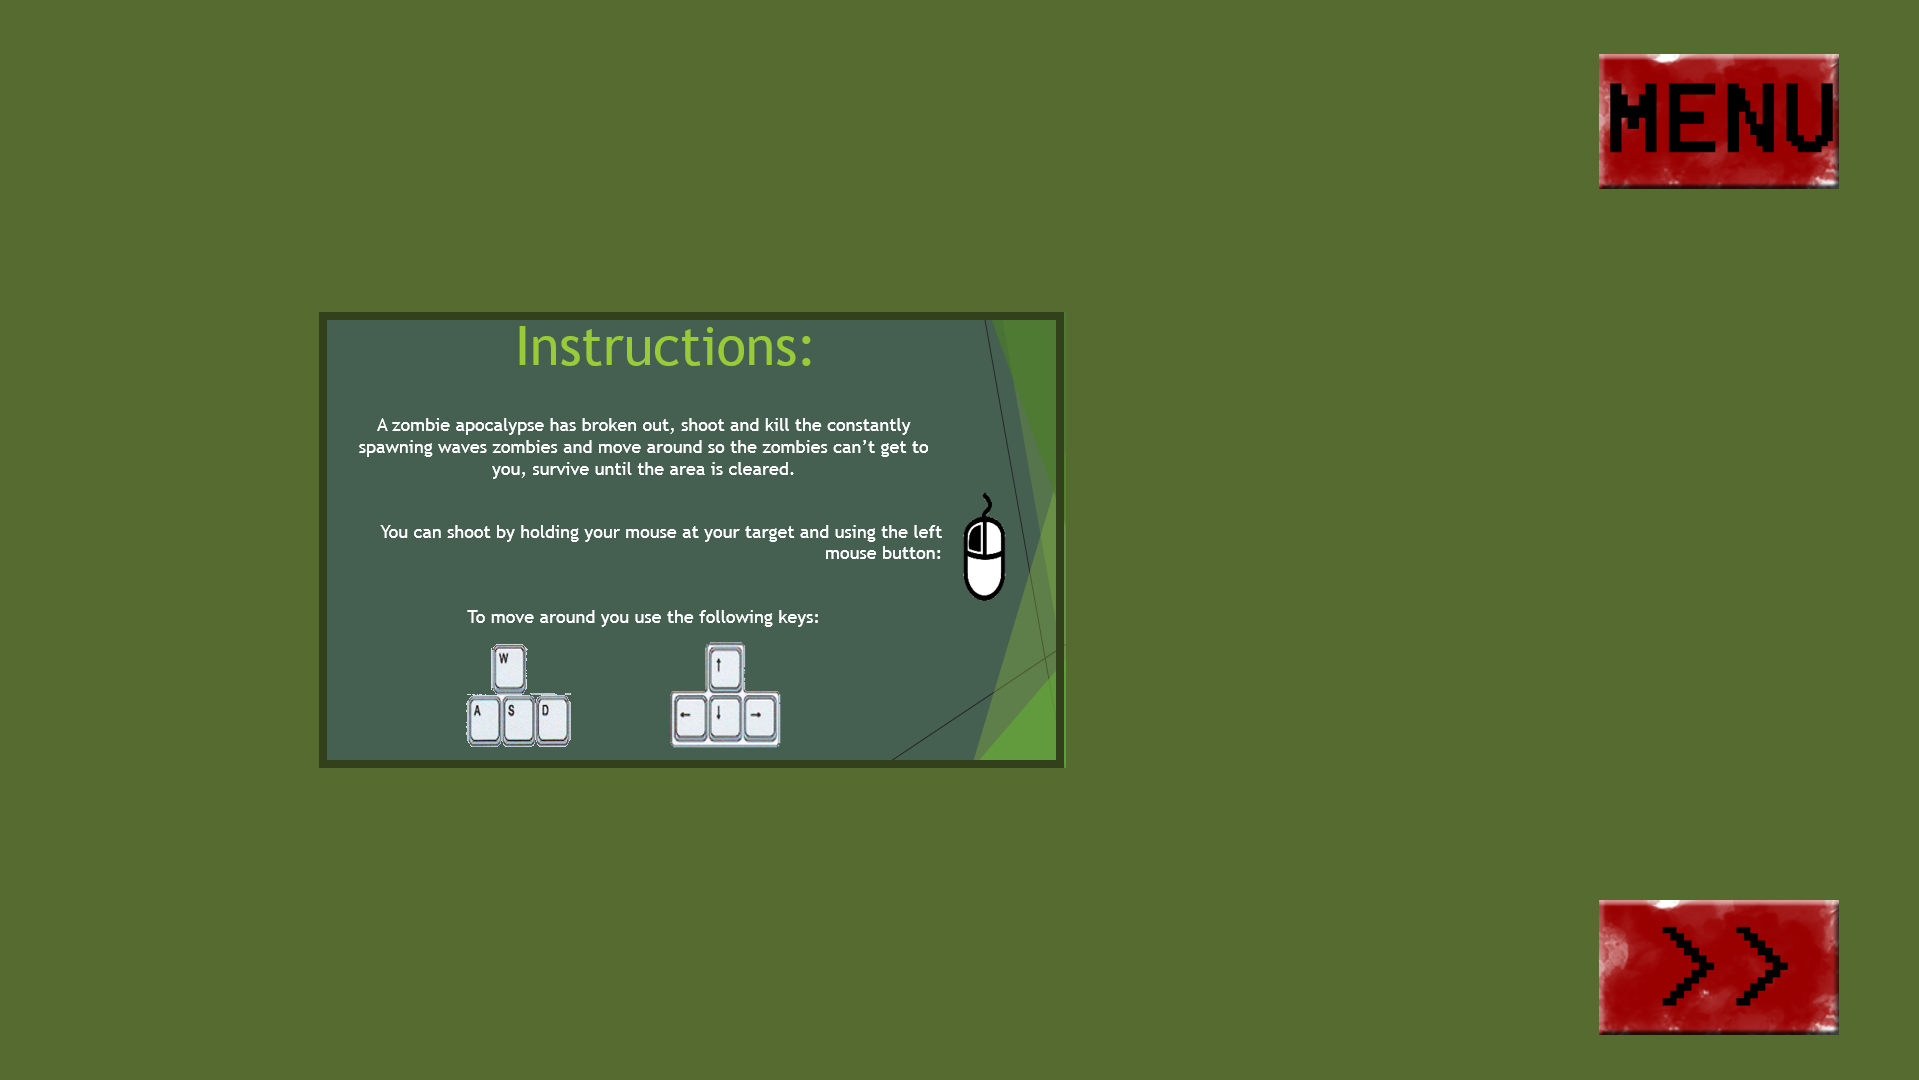 MENU
Instructions:
A zombie apocalypse has broken out, shoot and kill the constantly
spawning waves zombies and move around so the zombies can’t get to
you, survive until the area is cleared.
You can shoot by holding your mouse at your target and using the left
mouse button:
To move around you use the following keys:
W ↑
A S D ← ↓ →
>>